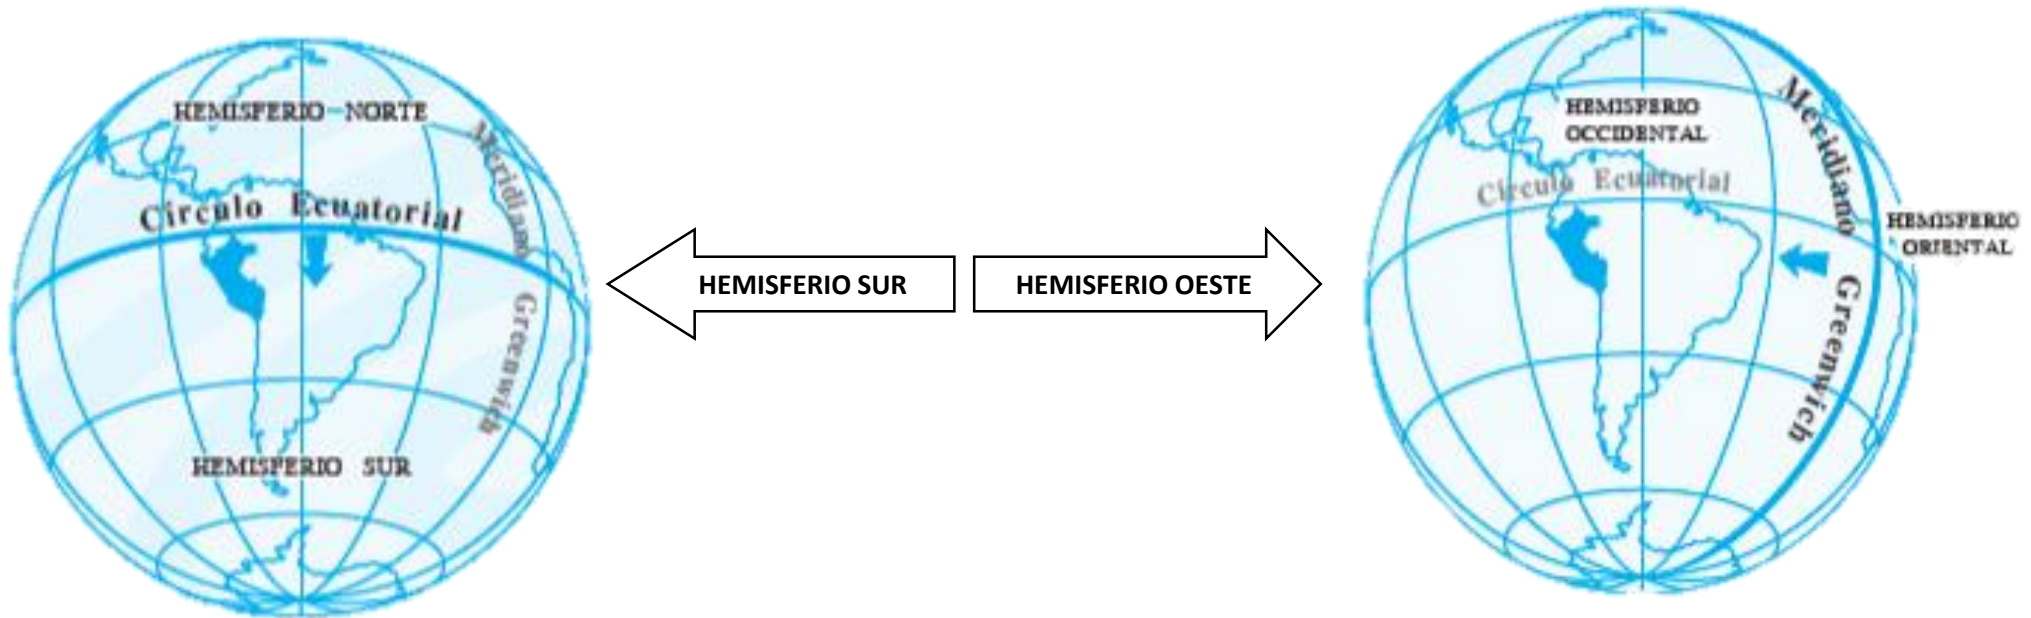 HEMISFERIO NORTE
Meridiano
Círculo Ecuatorial
Greenwich
HEMISFERIO SUR
HEMISFERIO SUR
HEMISFERIO OESTE
HEMISFERIO
OCCIDENTAL
Meridiano
Círculo Ecuatorial
HEMISFERIO
ORIENTAL
Greenwich